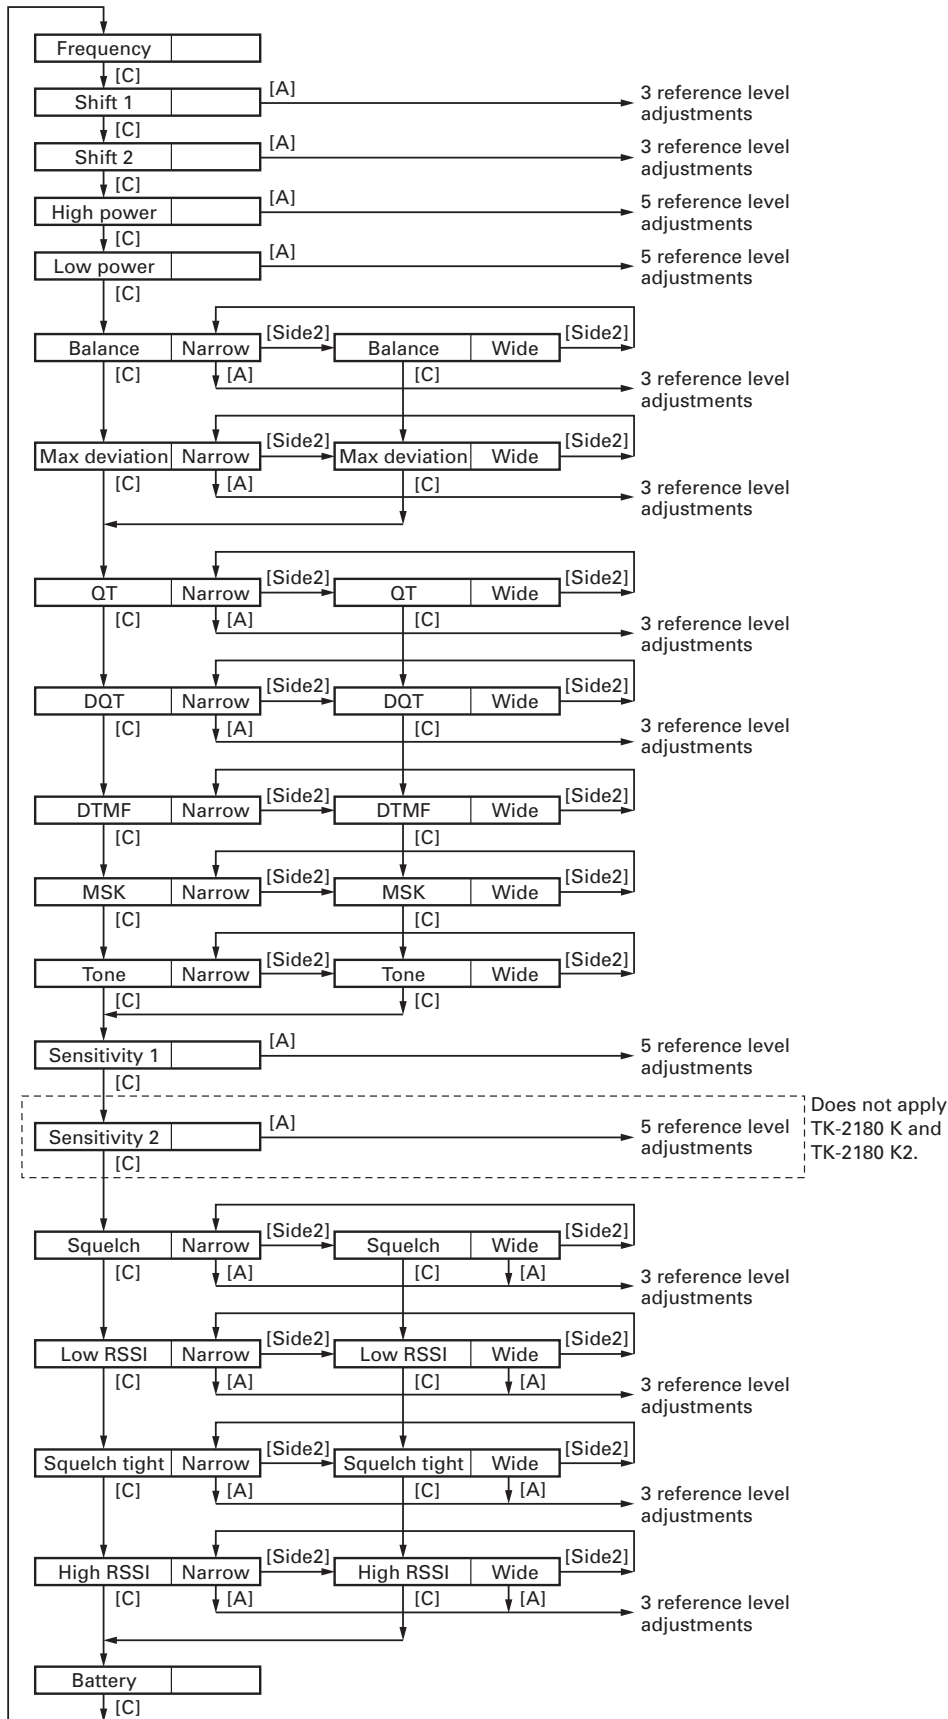 Frequency
[C]
Shift 1
[A]
3 reference level
adjustments
[C]
Shift 2
[A]
3 reference level
adjustments
[C]
High power
[A]
5 reference level
adjustments
[C]
Low power
[A]
5 reference level
adjustments
[C]
Balance Narrow [Side2] Balance Wide [Side2]
[C] [A] [C]
3 reference level
adjustments
Max deviation Narrow [Side2] Max deviation Wide [Side2]
[C] [A] [C]
3 reference level
adjustments
QT Narrow [Side2] QT Wide [Side2]
[C] [A] [C]
3 reference level
adjustments
DQT Narrow [Side2] DQT Wide [Side2]
[C] [A] [C]
3 reference level
adjustments
DTMF Narrow [Side2] DTMF Wide [Side2]
[C] [C]
MSK Narrow [Side2] MSK Wide [Side2]
[C] [C]
Tone Narrow [Side2] Tone Wide [Side2]
[C] [C]
Sensitivity 1
[A]
5 reference level
adjustments
[C]
Sensitivity 2
[A]
5 reference level
adjustments
[C]
Does not apply
TK-2180 K and
TK-2180 K2.
Squelch Narrow [Side2] Squelch Wide [Side2]
[C] [A] [C] [A]
3 reference level
adjustments
Low RSSI Narrow [Side2] Low RSSI Wide [Side2]
[C] [A] [C] [A]
3 reference level
adjustments
Squelch tight Narrow [Side2] Squelch tight Wide [Side2]
[C] [A] [C] [A]
3 reference level
adjustments
High RSSI Narrow [Side2] High RSSI Wide [Side2]
[C] [A] [C] [A]
3 reference level
adjustments
Battery
[C]